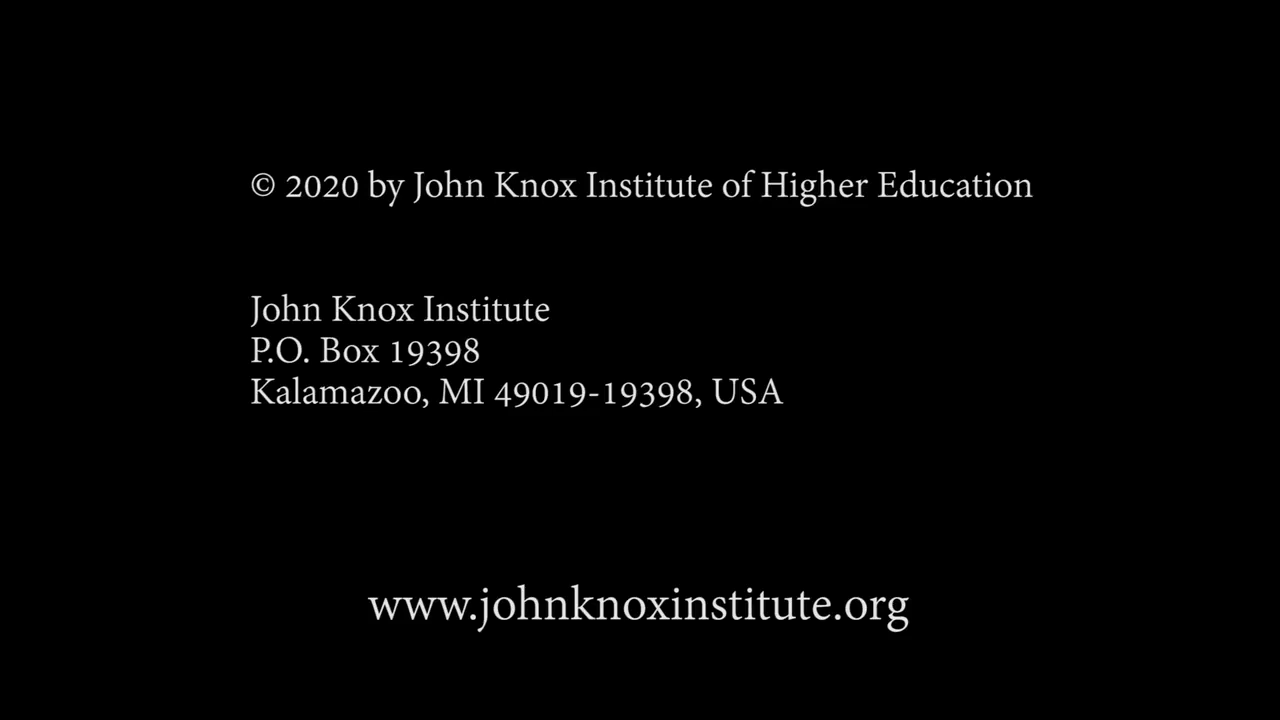 © 2020 by John Knox Institute of Higher Education
John Knox Institute
P.O. Box 19398
Kalamazoo, MI 49019-19398, USA
www.johnknoxinstitute.org